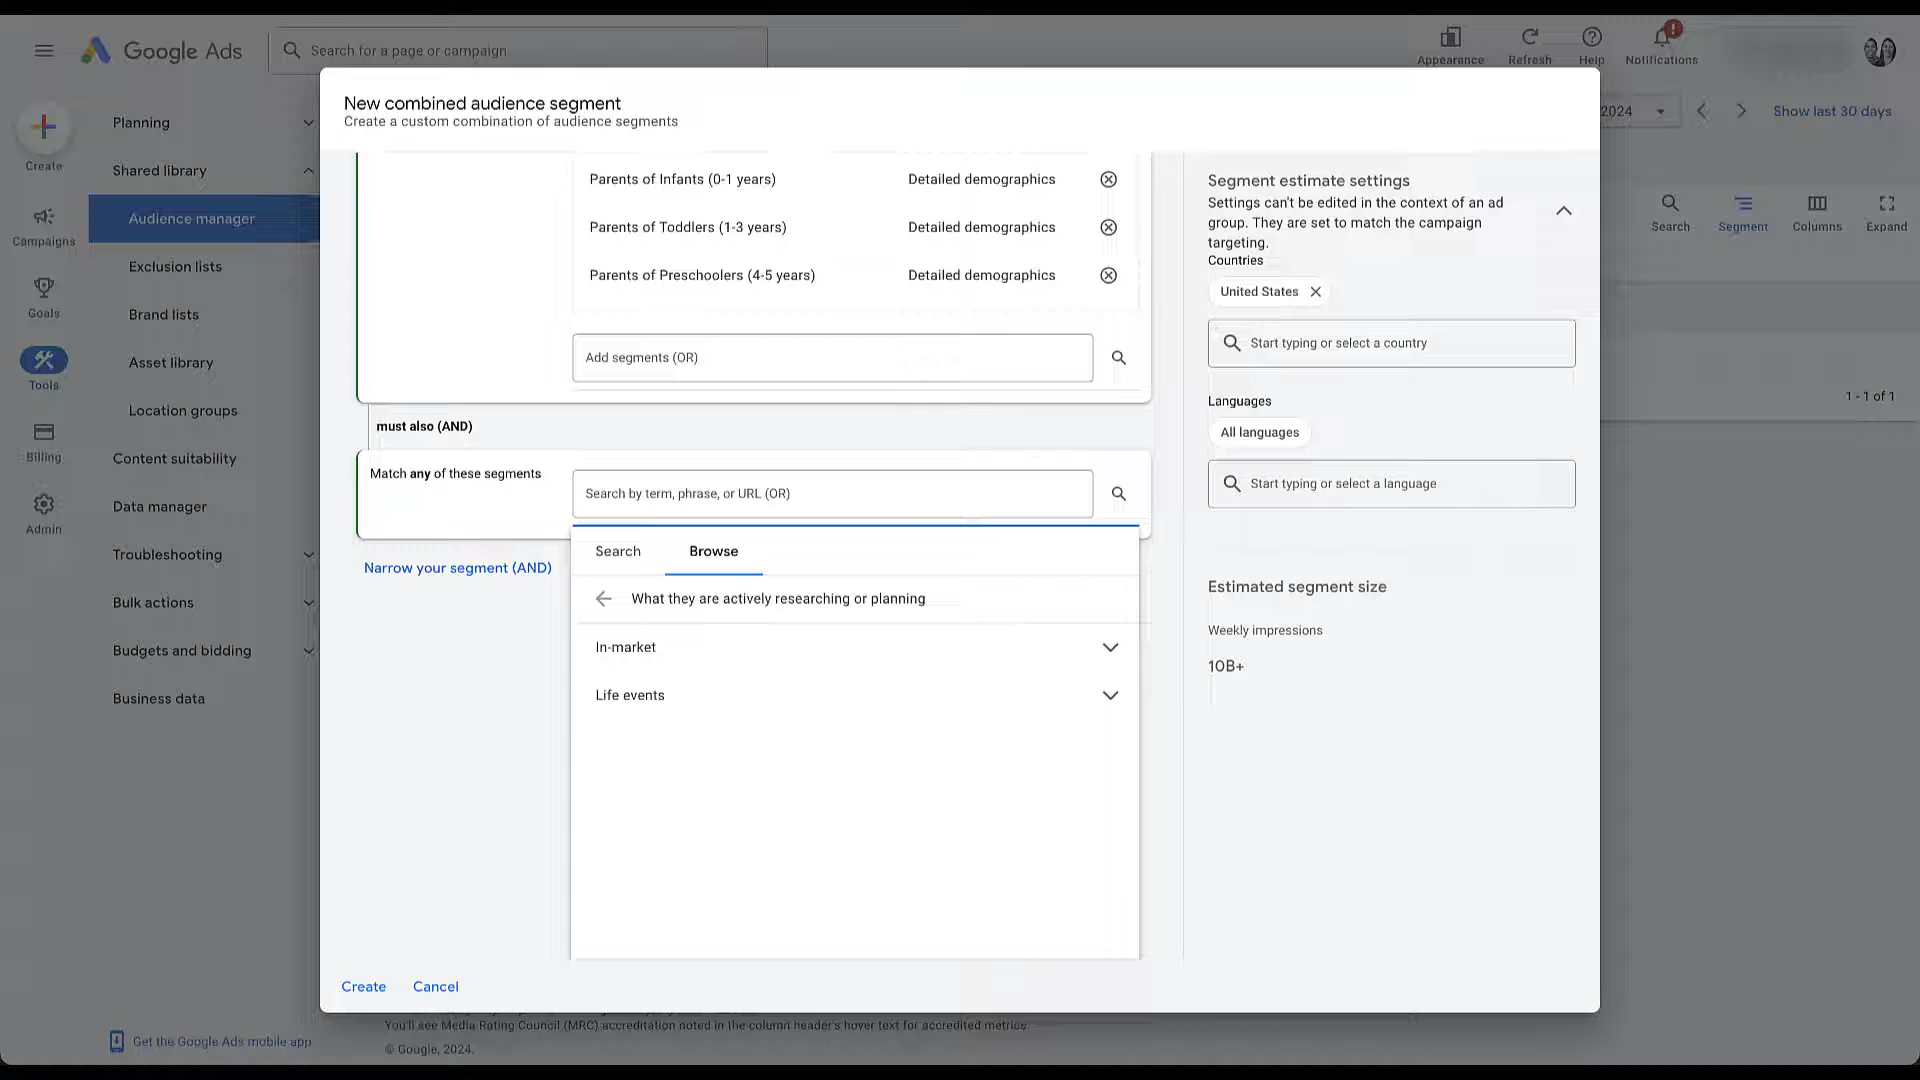 Google Ads
Search for a page or campaign
Appearance
Refresh
Help
Notifications
New combined audience segment
Create a custom combination of audience segments
2024
Show last 30 days
Create
Campaigns
Goals
Tools
Billing
Admin
Planning
Shared library
Audience manager
Exclusion lists
Brand lists
Asset library
Location groups
Content suitability
Data manager
Troubleshooting
Bulk actions
Budgets and bidding
Business data
Get the Google Ads mobile app
Parents of Infants (0-1 years) Detailed demographics
Parents of Toddlers (1-3 years) Detailed demographics
Parents of Preschoolers (4-5 years) Detailed demographics
Add segments (OR)
must also (AND)
Match any of these segments
Search by term, phrase, or URL (OR)
Narrow your segment (AND)
Search Browse
What they are actively researching or planning
In-market
Life events
Segment estimate settings
Settings can't be edited in the context of an ad
group. They are set to match the campaign
targeting.
Countries
United States
Start typing or select a country
Languages
All languages
Start typing or select a language
Estimated segment size
Weekly impressions
10B+
Search
Segment
Columns
Expand
1 - 1 of 1
Create Cancel
You'll see Media Rating Council (MRC) accreditation noted in the column header's hover text for accredited metrics.
© Google, 2024.